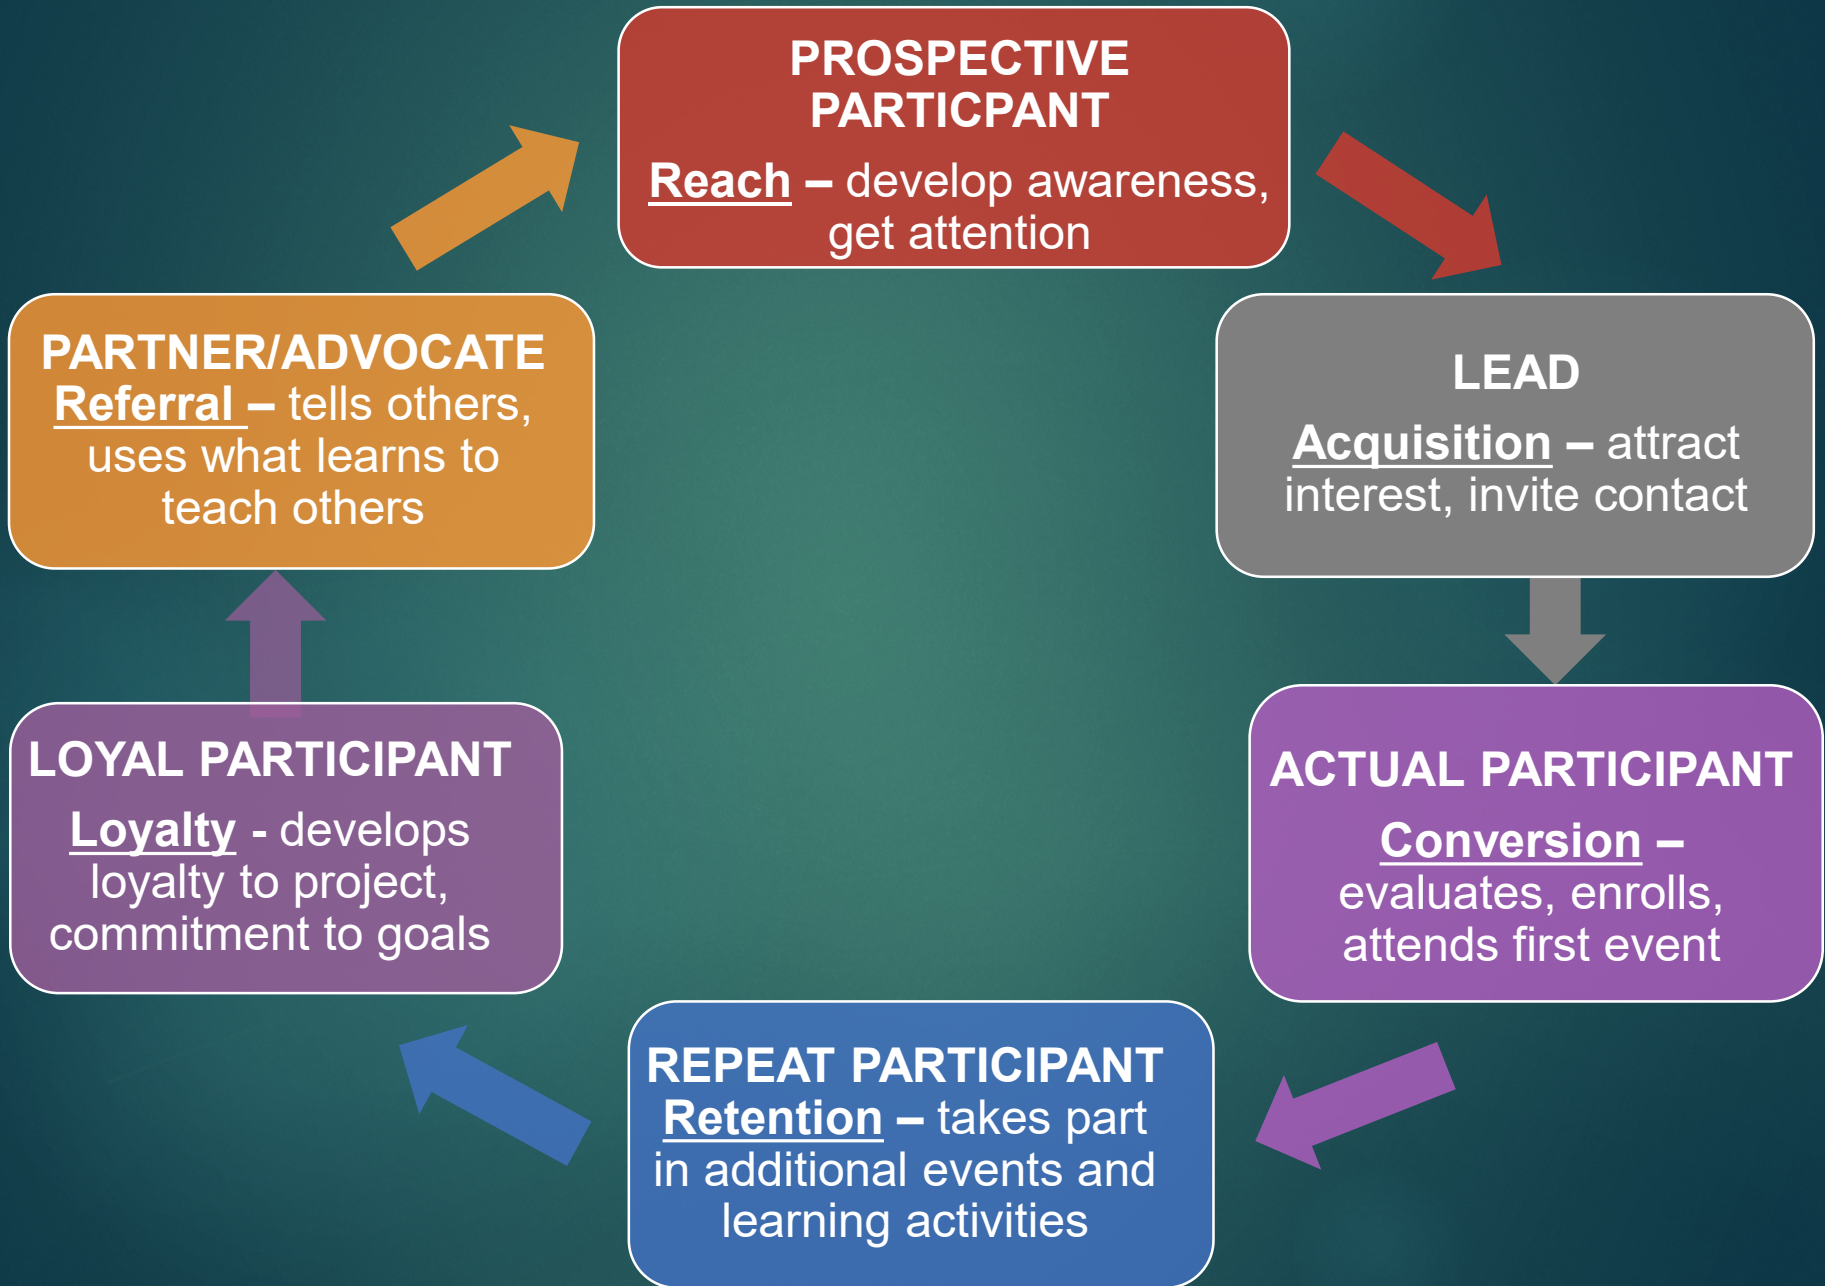 PROSPECTIVE
PARTICPANT
Reach – develop awareness,
get attention
LEAD
Acquisition – attract
interest, invite contact
ACTUAL PARTICIPANT
Conversion –
evaluates, enrolls,
attends first event
REPEAT PARTICIPANT
Retention – takes part
in additional events and
learning activities
LOYAL PARTICIPANT
Loyalty - develops
loyalty to project,
commitment to goals
PARTNER/ADVOCATE
Referral – tells others,
uses what learns to
teach others